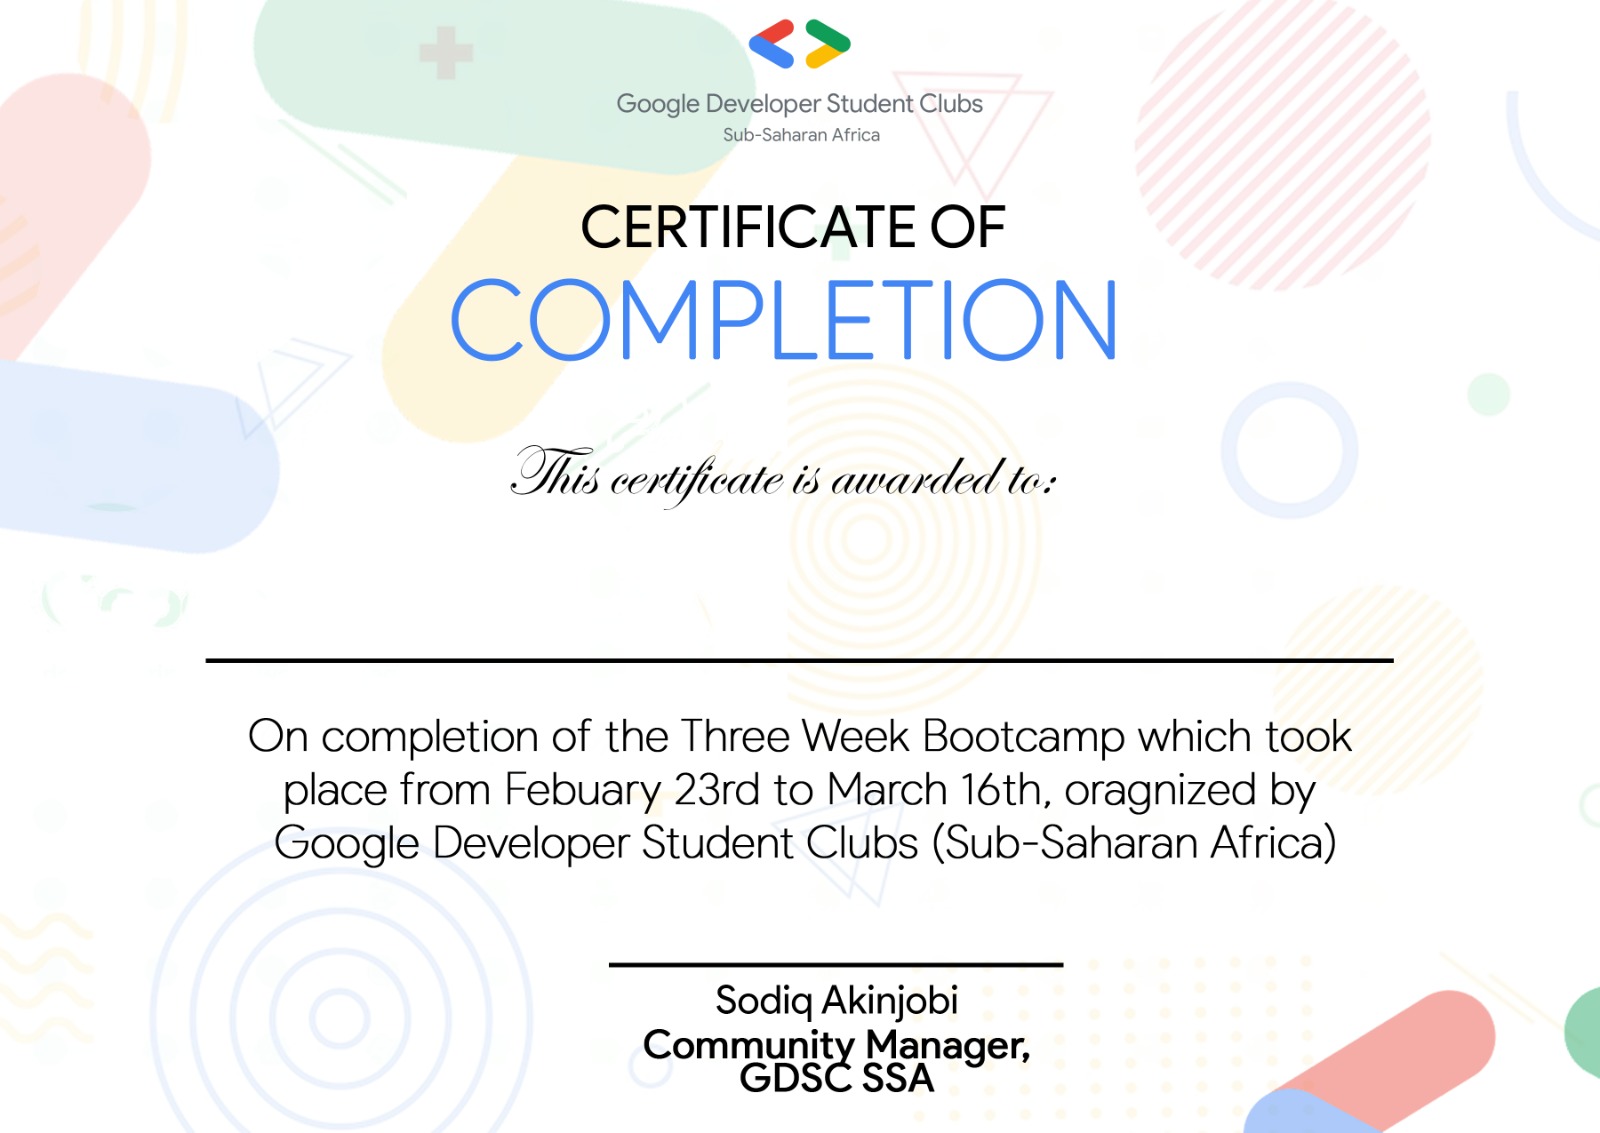 Google Developer Student Clubs
Sub-Saharan Africa
CERTIFICATE OF
COMPLETION
This certificate is awarded to:
On completion of the Three Week Bootcamp which took
place from Febuary 23rd to March 16th, oragnized by
Google Developer Student Clubs (Sub-Saharan Africa)
Sodiq Akinjobi
Community Manager,
GDSC SSA